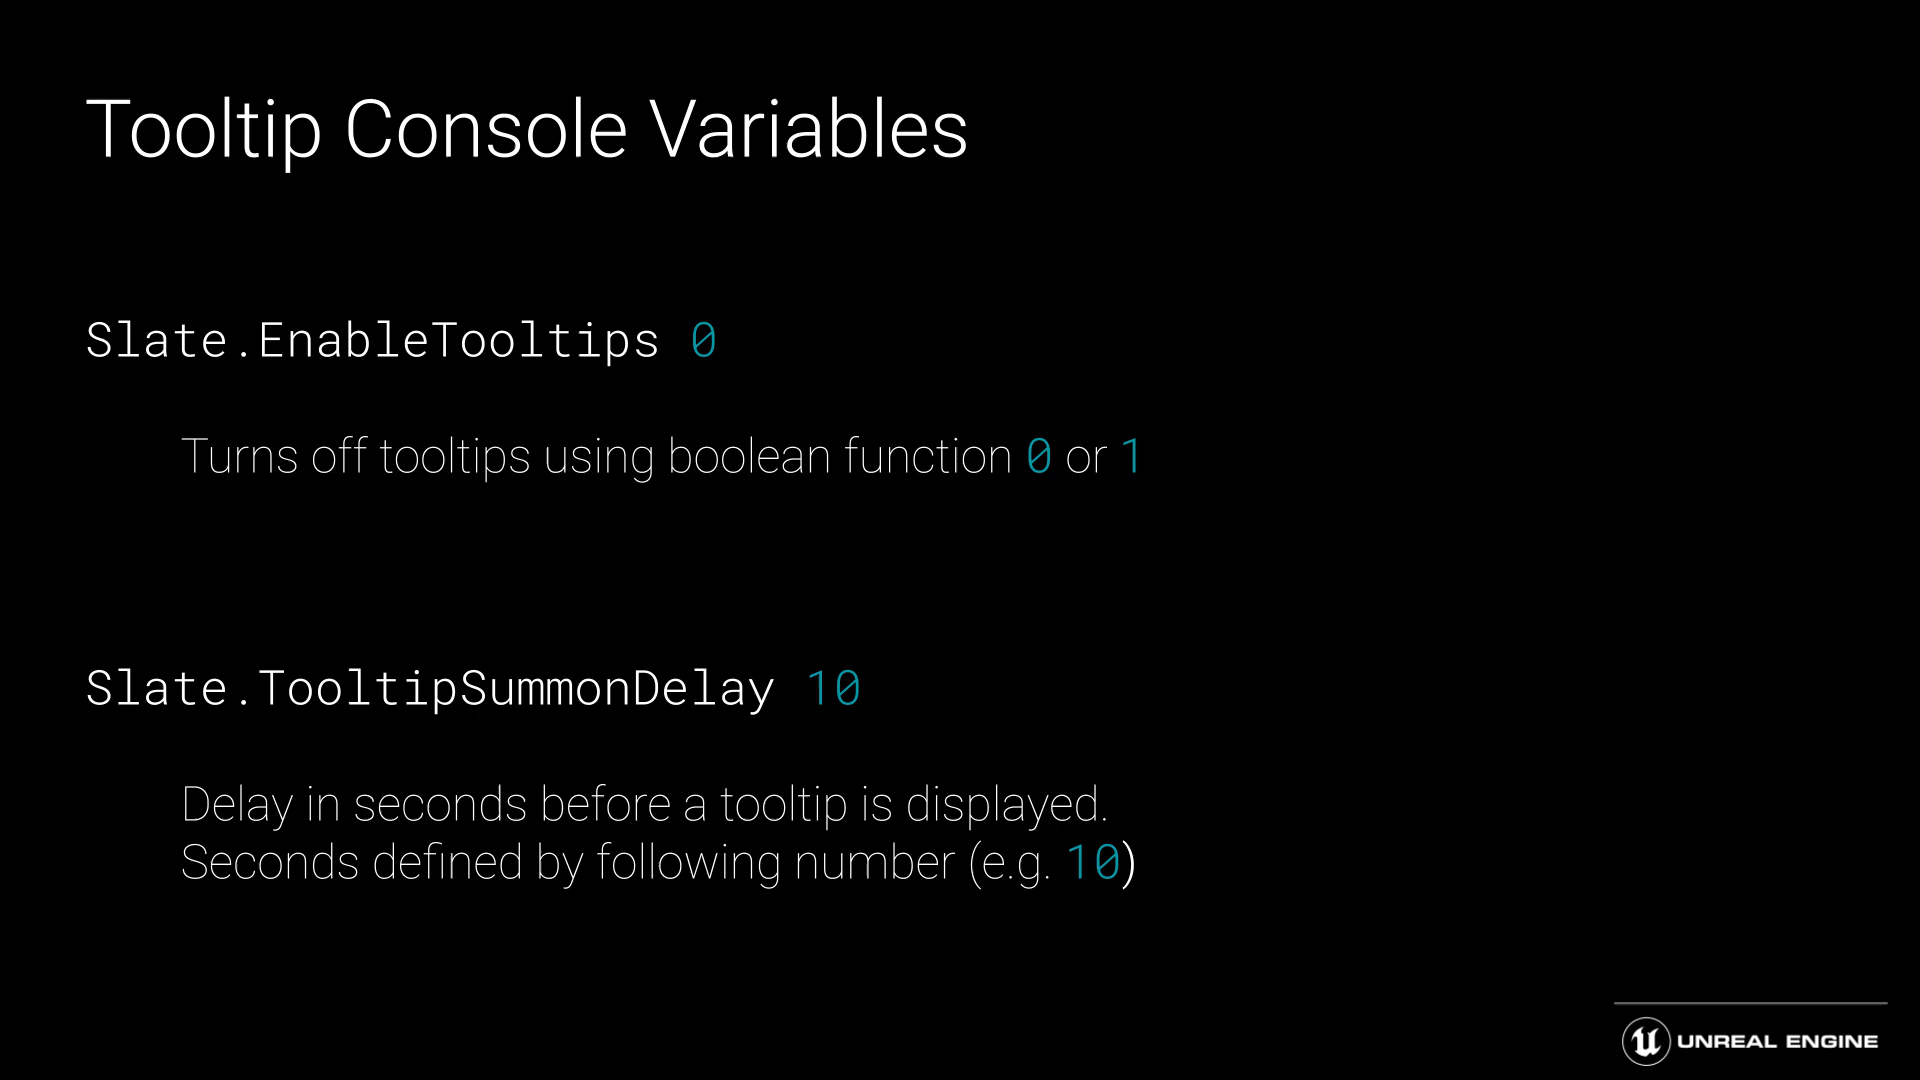 Tooltip Console Variables
Slate.EnableTooltips 0
Turns off tooltips using boolean function 0 or 1
Slate.TooltipSummonDelay 10
Delay in seconds before a tooltip is displayed.
Seconds defined by following number (e.g. 10)
UNREAL ENGINE